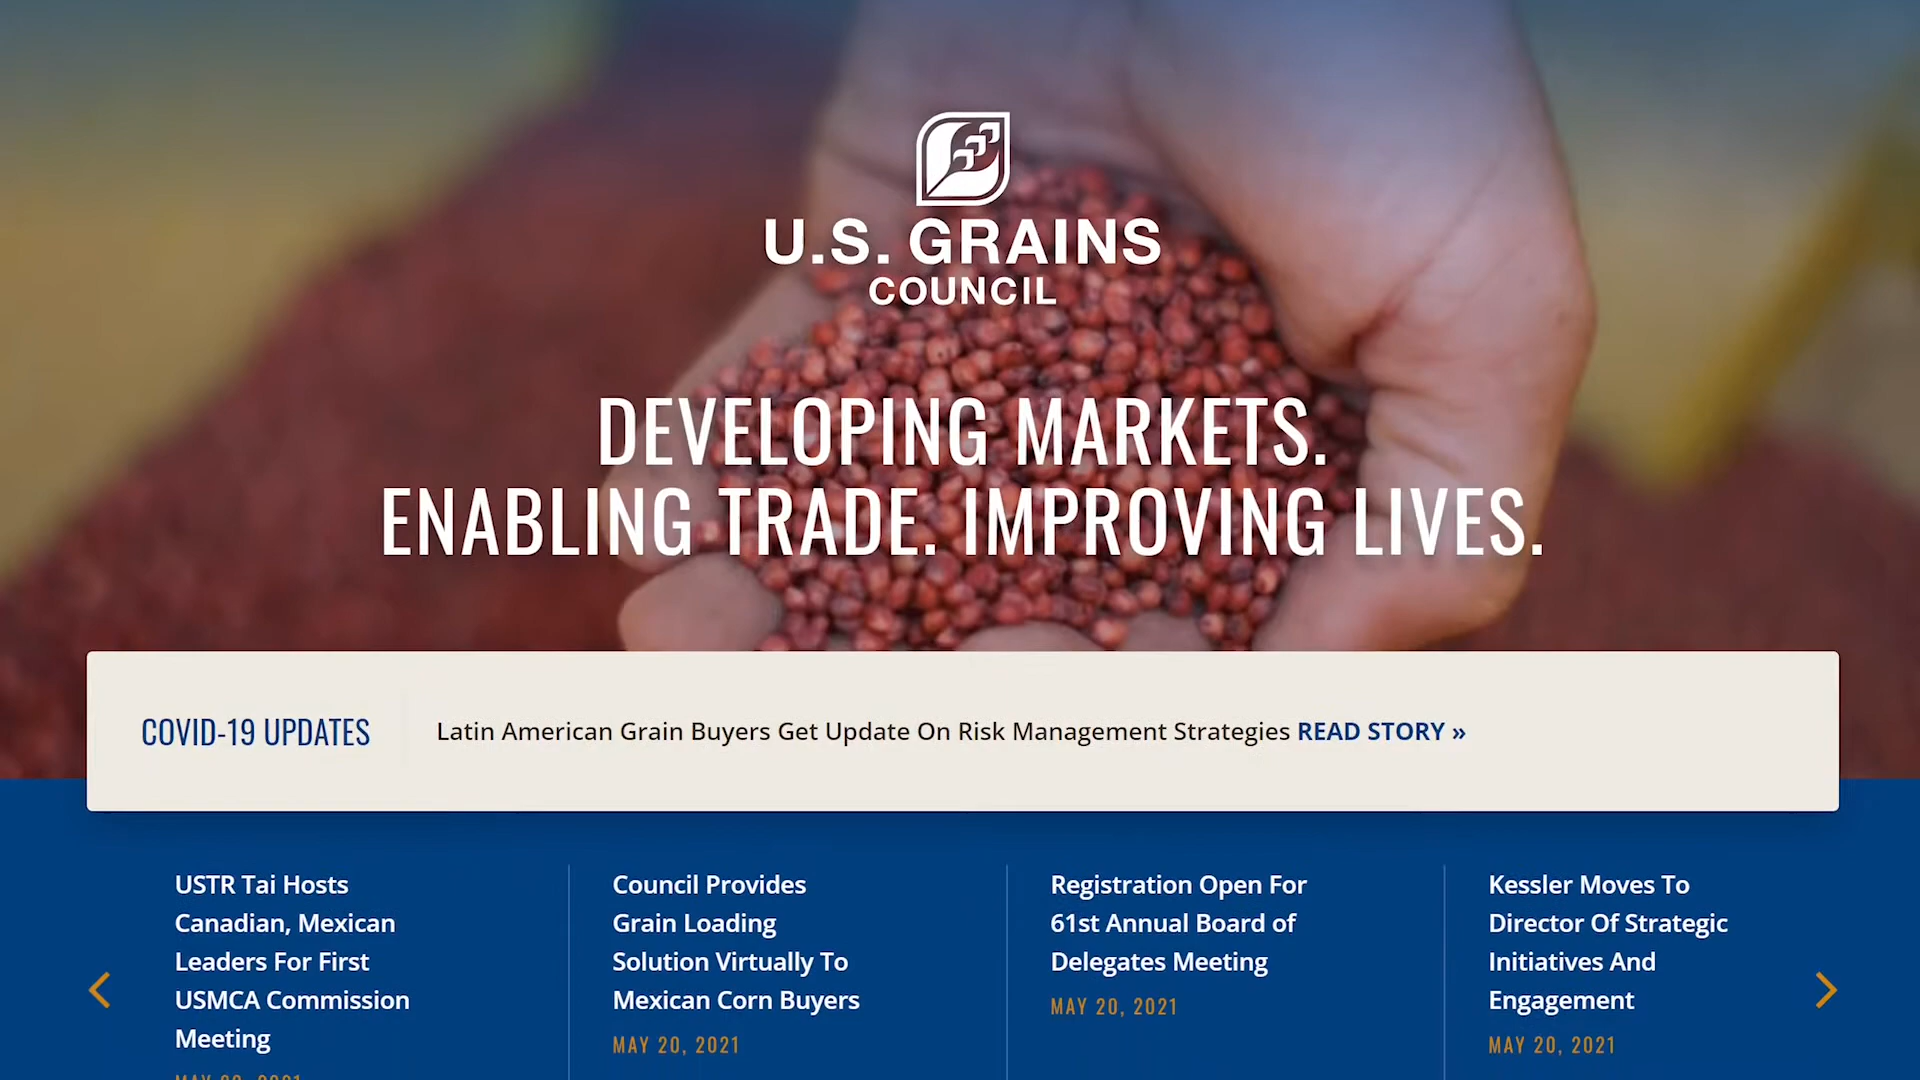 U.S. GRAINS
COUNCIL
DEVELOPING MARKETS.
ENABLING TRADE. IMPROVING LIVES.
COVID-19 UPDATES
Latin American Grain Buyers Get Update On Risk Management Strategies READ STORY »
USTR Tai Hosts
Canadian, Mexican
Leaders For First
USMCA Commission
Meeting
Council Provides
Grain Loading
Solution Virtually To
Mexican Corn Buyers
MAY 20, 2021
Registration Open For
61st Annual Board of
Delegates Meeting
MAY 20, 2021
Kessler Moves To
Director Of Strategic
Initiatives And
Engagement
MAY 20, 2021